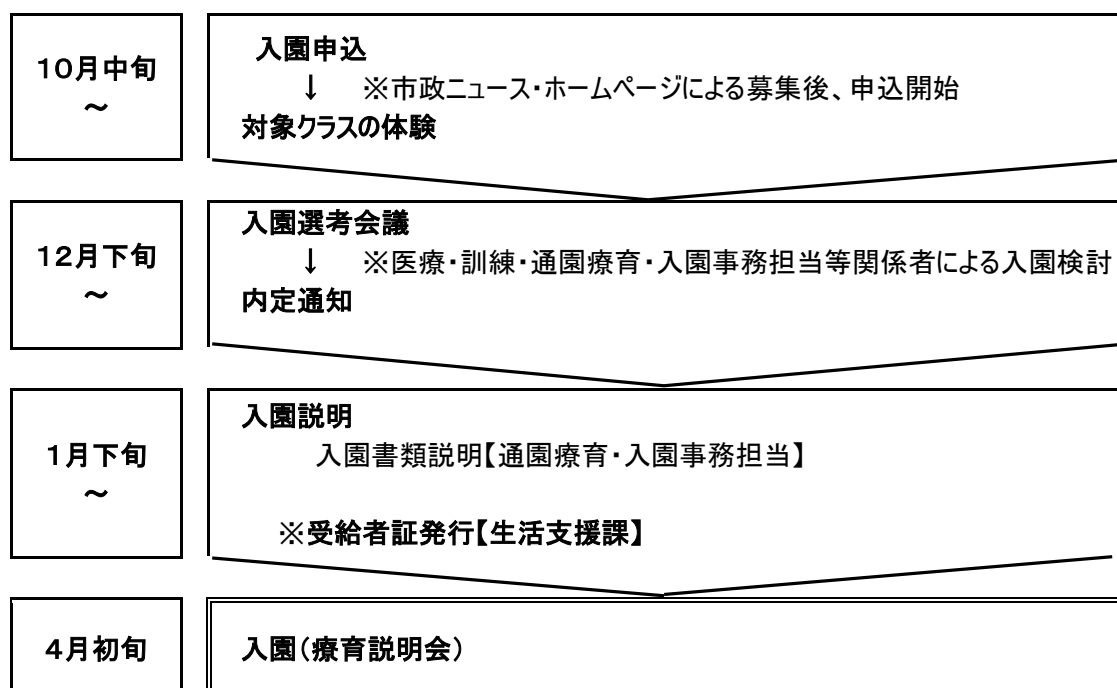 10月中旬
～
入園申込
↓ ※市政ニュース・ホームページによる募集後、申込開始
対象クラスの体験
12月下旬
～
入園選考会議
↓ ※医療・訓練・通園療育・入園事務担当等関係者による入園検討
内定通知
1月下旬
～
入園説明
入園書類説明【通園療育・入園事務担当】
※受給者証発行【生活支援課】
4月初旬
入園（療育説明会）